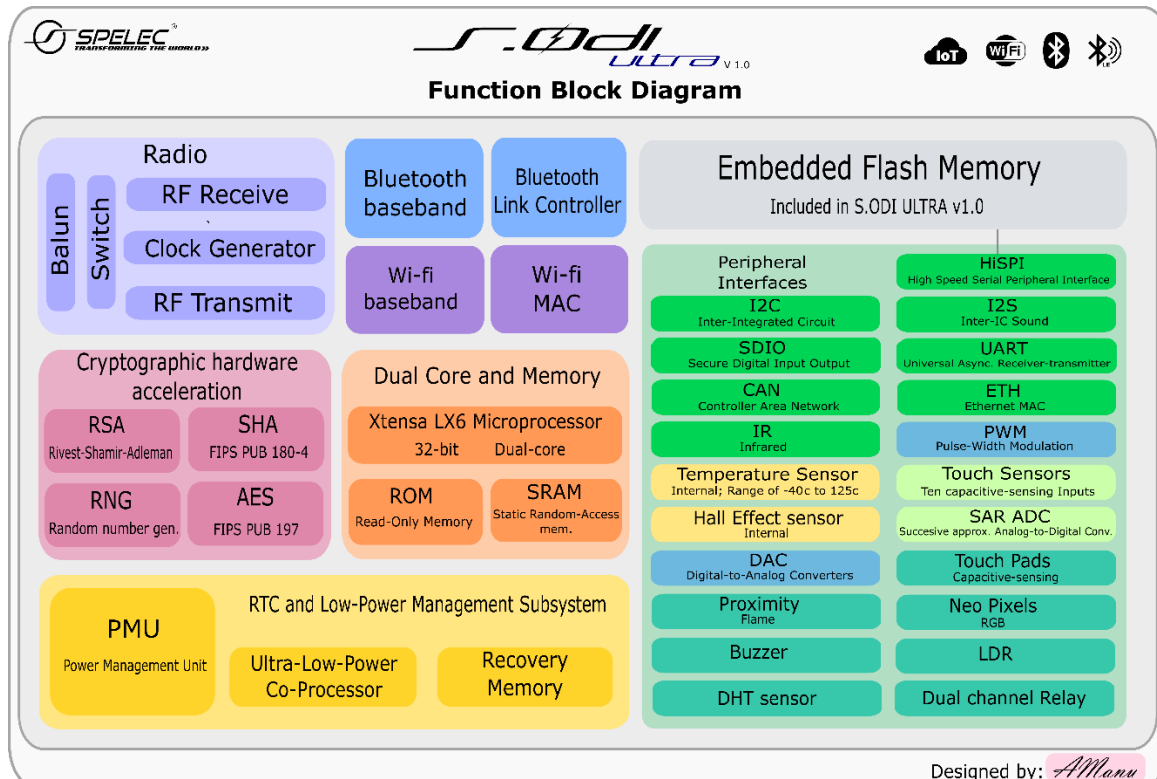 SPELEC®
TRANSFORMING THE WORLD»
S.ODI
ultra V 1.0
IoT
WiFi
LE
Function Block Diagram
Radio
Balun
Switch
RF Receive
Clock Generator
RF Transmit
Bluetooth
baseband
Bluetooth
Link Controller
Wi-fi
baseband
Wi-fi
MAC
Embedded Flash Memory
Included in S.ODI ULTRA v1.0
Cryptographic hardware
acceleration
RSA
Rivest-Shamir-Adleman
SHA
FIPS PUB 180-4
RNG
Random number gen.
AES
FIPS PUB 197
Dual Core and Memory
Xtensa LX6 Microprocessor
32-bit Dual-core
ROM
Read-Only Memory
SRAM
Static Random-Access
mem.
RTC and Low-Power Management Subsystem
PMU
Power Management Unit
Ultra-Low-Power
Co-Processor
Recovery
Memory
Peripheral
Interfaces
HiSPI
High Speed Serial Peripheral Interface
I2C
Inter-Integrated Circuit
I2S
Inter-IC Sound
SDIO
Secure Digital Input Output
UART
Universal Async. Receiver-transmitter
CAN
Controller Area Network
ETH
Ethernet MAC
IR
Infrared
PWM
Pulse-Width Modulation
Temperature Sensor
Internal; Range of -40c to 125c
Touch Sensors
Ten capacitive-sensing Inputs
Hall Effect sensor
Internal
SAR ADC
Succesive approx. Analog-to-Digital Conv.
DAC
Digital-to-Analog Converters
Touch Pads
Capacitive-sensing
Proximity
Flame
Neo Pixels
RGB
Buzzer
LDR
DHT sensor
Dual channel Relay
Designed by: AManu